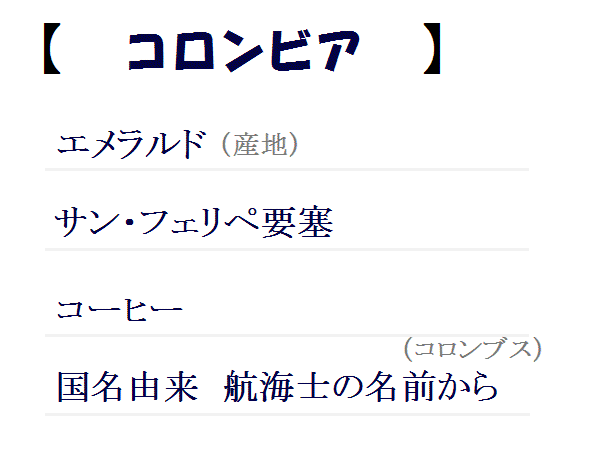 【 コロンビア 】
エメラルド（産地）
サン・フェリペ要塞
コーヒー
（コロンブス）
国名由来 航海士の名前から